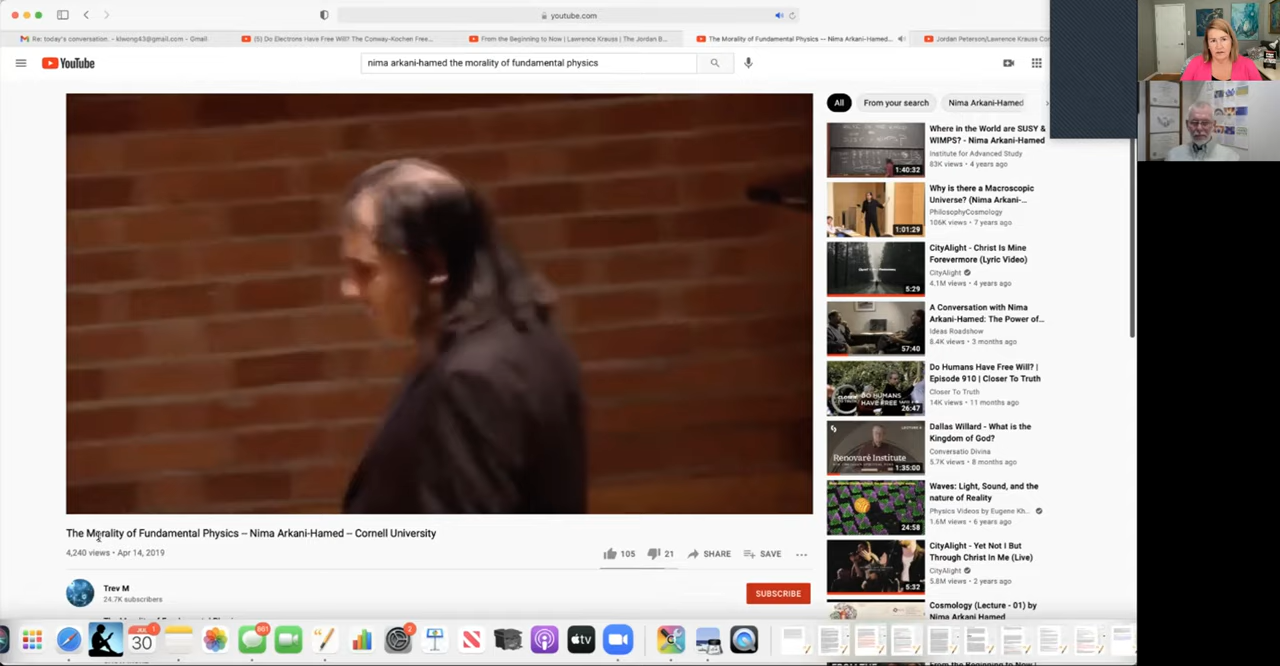 youtube.com
Re: today's conversation. - klwong43@gmail.com - Gmail
(5) Do Electrons Have Free Will? The Conway-Kochen Free...
From the Beginning to Now | Lawrence Krauss | The Jordan B...
The Morality of Fundamental Physics -- Nima Arkani-Hamed...
Jordan Peterson/Lawrence Krauss Con
YouTube
nima arkani-hamed the morality of fundamental physics
All
From your search
Nima Arkani-Hamed
Where in the World are SUSY &
WIMPS? - Nima Arkani-Hamed
Institute for Advanced Study
83K views • 4 years ago
1:40:32
Why is there a Macroscopic
Universe? (Nima Arkani-...
PhilosophyCosmology
106K views • 7 years ago
1:01:29
CityAlight - Christ Is Mine
Forevermore (Lyric Video)
CityAlight
4.1M views • 4 years ago
5:29
A Conversation with Nima
Arkani-Hamed: The Power of...
Ideas Roadshow
8.4K views • 3 months ago
57:40
Do Humans Have Free Will? |
Episode 910 | Closer To Truth
Closer To Truth
14K views • 11 months ago
DO HUMANS
HAVE FREE
26:47
Dallas Willard - What is the
Kingdom of God?
Conversatio Divina
5.7K views • 8 months ago
Renovaré Institute
1:35:00
Waves: Light, Sound, and the
nature of Reality
Physics Videos by Eugene Kh...
1.6M views • 6 years ago
24:58
CityAlight - Yet Not I But
Through Christ in Me (Live)
CityAlight
5.8M views • 2 years ago
5:32
Cosmology (Lecture - 01) by
Nima Arkani Hamed
The Morality of Fundamental Physics -- Nima Arkani-Hamed -- Cornell University
4,240 views • Apr 14, 2019
105
21
SHARE
SAVE
Trev M
24.7K subscribers
SUBSCRIBE
30
tv